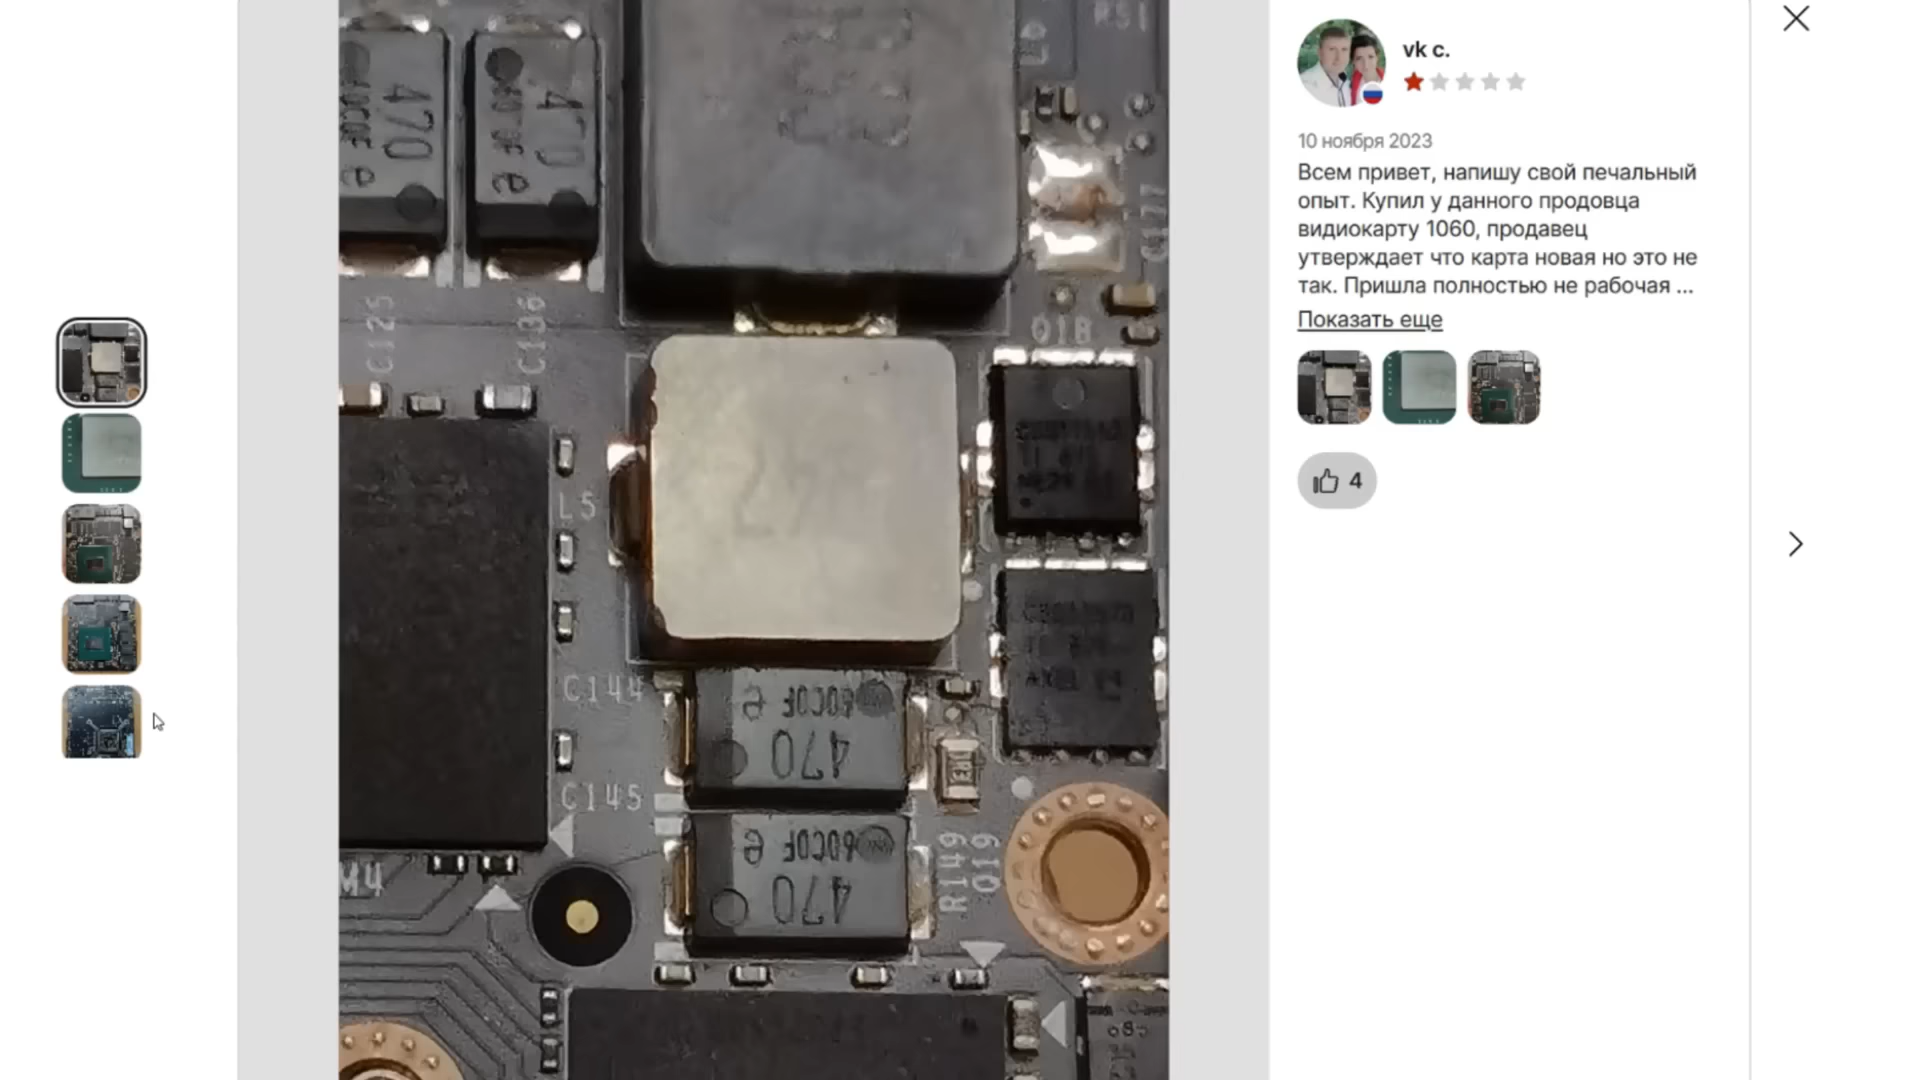 vk c.
10 ноября 2023
Всем привет, напишу свой печальный
опыт. Купил у данного продовца
видиокарту 1060, продавец
утверждает что карта новая но это не
так. Пришла полностью не рабочая ...
Показать еще
4
470
e
470
e
C125
C136
Q18
L5
C144
e
470
C145
e
470
R149
Q19
M4